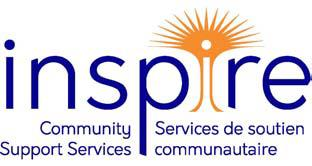 inspire
Community Services de soutien
Support Services communautaire